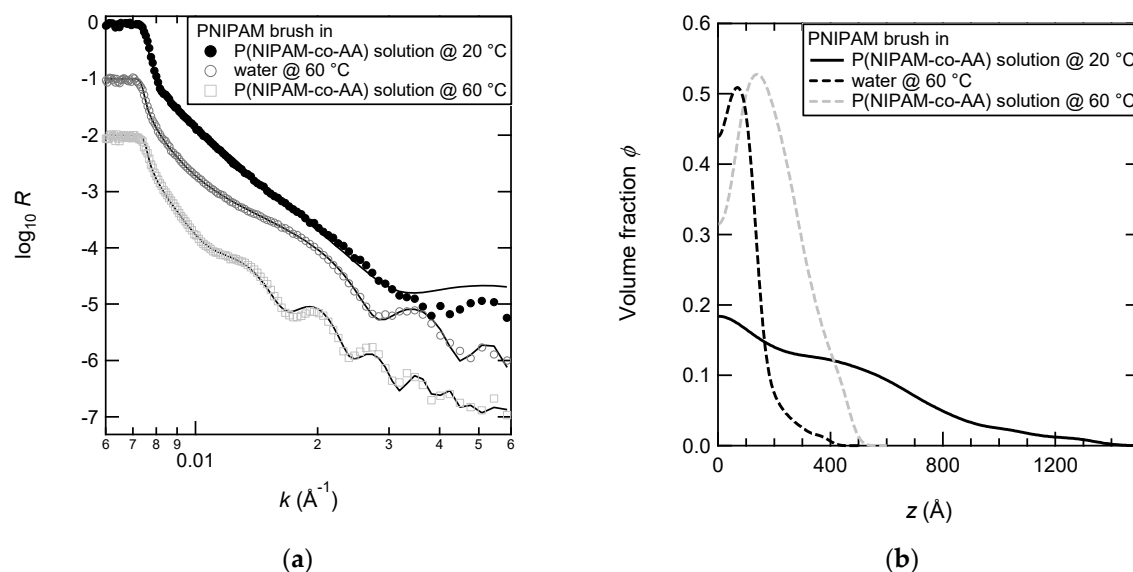 PNIPAM brush in
P(NIPAM-co-AA) solution @ 20 °C
water @ 60 °C
P(NIPAM-co-AA) solution @ 60 °C
0
-1
-2
-3
-4
-5
-6
-7
log10 R
6 7 8 9 2 3 4 5 6
0.01
k (Å-1)
(a)
PNIPAM brush in
P(NIPAM-co-AA) solution @ 20 °C
water @ 60 °C
P(NIPAM-co-AA) solution @ 60 °C
0.6
0.5
0.4
0.3
0.2
0.1
0.0
Volume fraction ϕ
0 400 800 1200
z (Å)
(b)